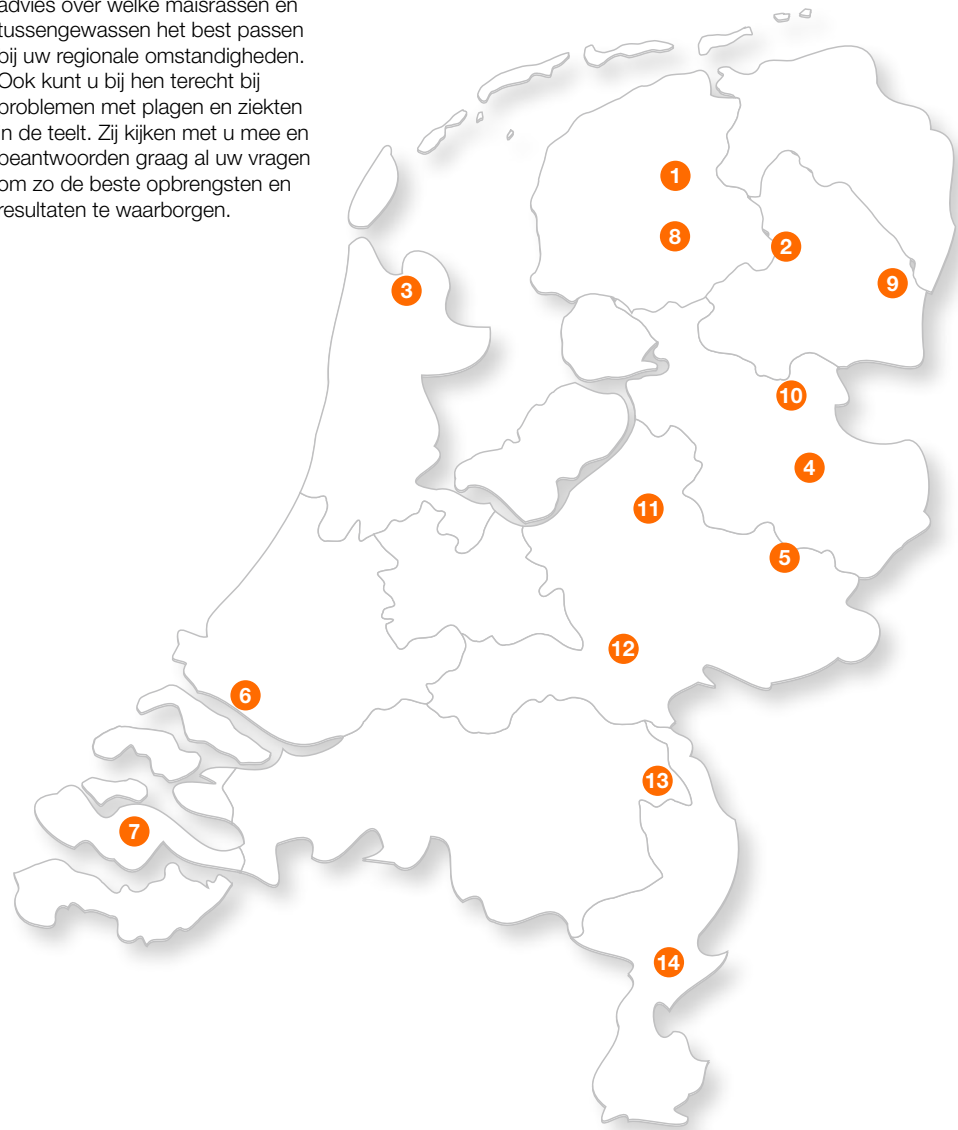 advies over welke maïsrassen en
tussengewassen het best passen
bij uw regionale omstandigheden.
Ook kunt u bij hen terecht bij
problemen met plagen en ziekten
in de teelt. Zij kijken met u mee en
beantwoorden graag al uw vragen
om zo de beste opbrengsten en
resultaten te waarborgen.
1
8
2
9
3
10
4
11
5
12
6
13
7
14